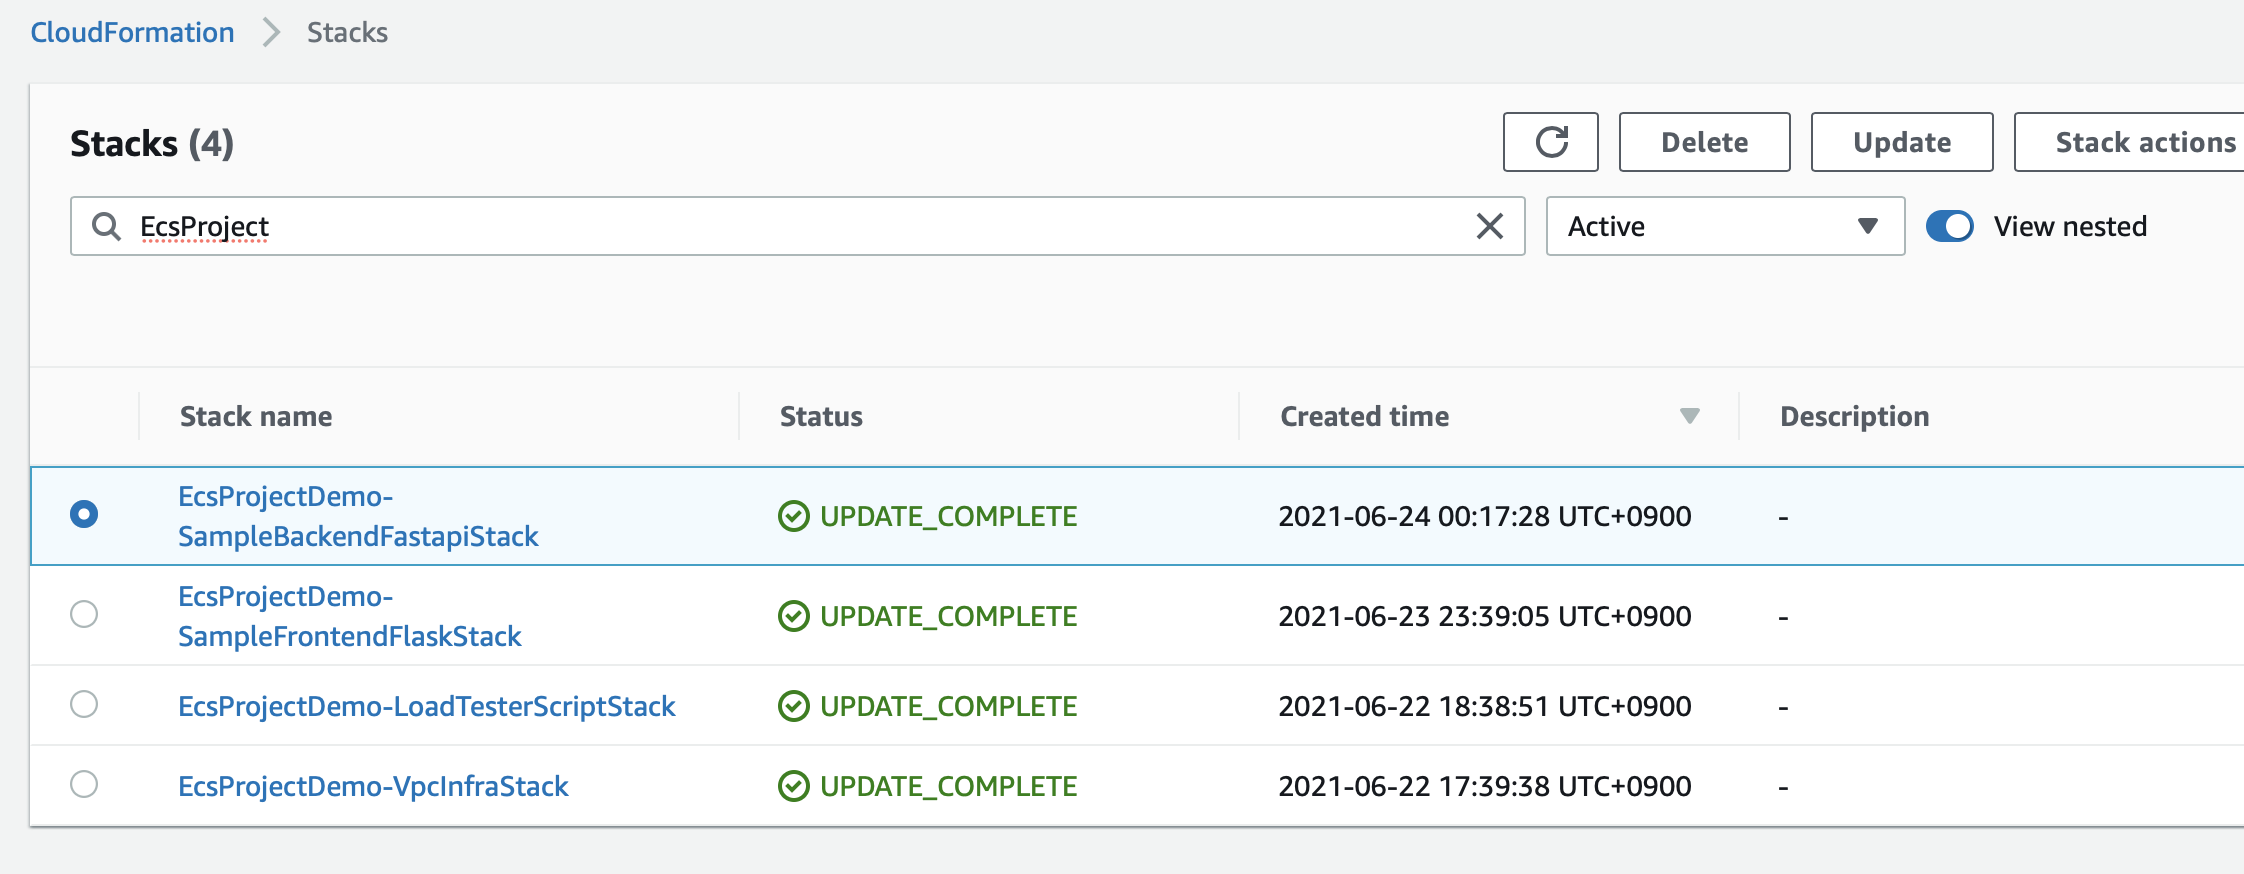 CloudFormation Stacks
Stacks (4)
Delete
Update
Stack actions
EcsProject
Active
View nested
Stack name Status Created time Description
EcsProjectDemo-
SampleBackendFastapiStack
UPDATE_COMPLETE
2021-06-24 00:17:28 UTC+0900
-
EcsProjectDemo-
SampleFrontendFlaskStack
UPDATE_COMPLETE
2021-06-23 23:39:05 UTC+0900
-
EcsProjectDemo-LoadTesterScriptStack UPDATE_COMPLETE 2021-06-22 18:38:51 UTC+0900 -
EcsProjectDemo-VpcInfraStack UPDATE_COMPLETE 2021-06-22 17:39:38 UTC+0900 -